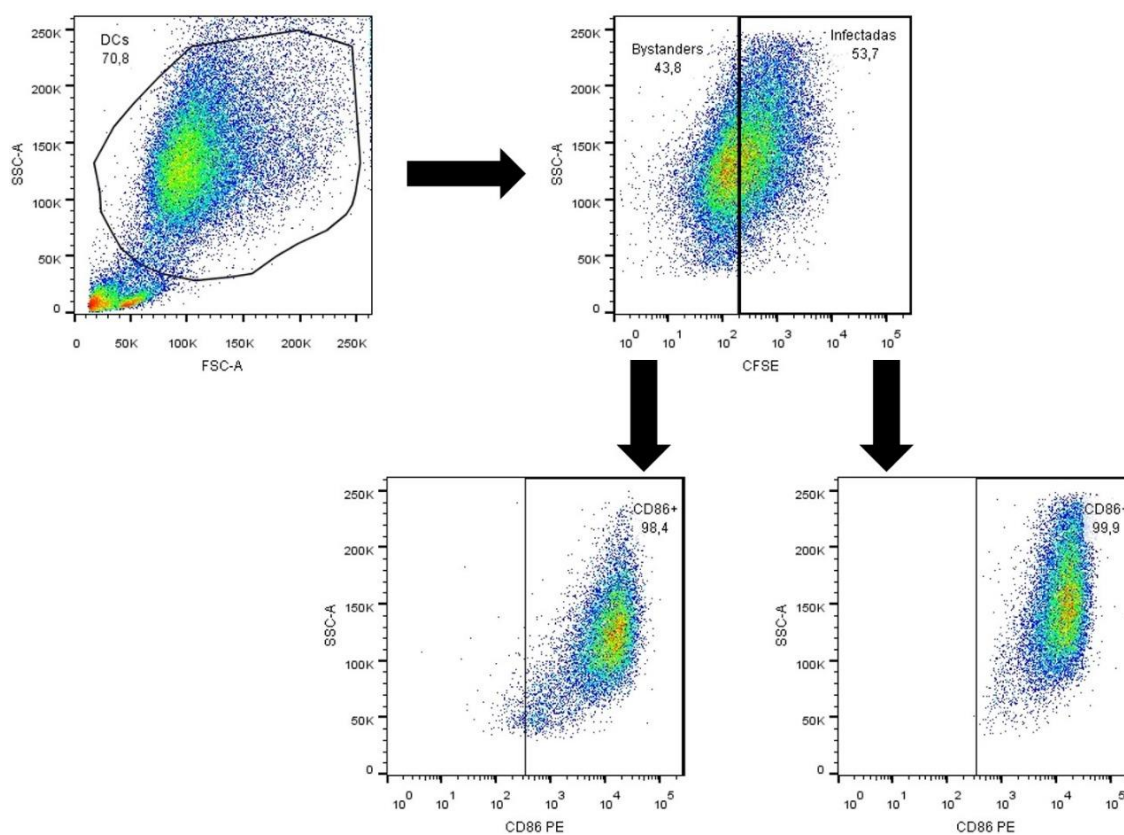 250K
200K
150K
100K
50K
0
SSC-A
DCs
70,8
0 50K 100K 150K 200K 250K
FSC-A
250K
200K
150K
100K
50K
0
SSC-A
Bystanders
43,8
Infectadas
53,7
10^0 10^1 10^2 10^3 10^4 10^5
CFSE
250K
200K
150K
100K
50K
0
SSC-A
CD86+
98,4
10^0 10^1 10^2 10^3 10^4 10^5
CD86 PE
250K
200K
150K
100K
50K
0
SSC-A
CD86+
99,9
10^0 10^1 10^2 10^3 10^4 10^5
CD86 PE